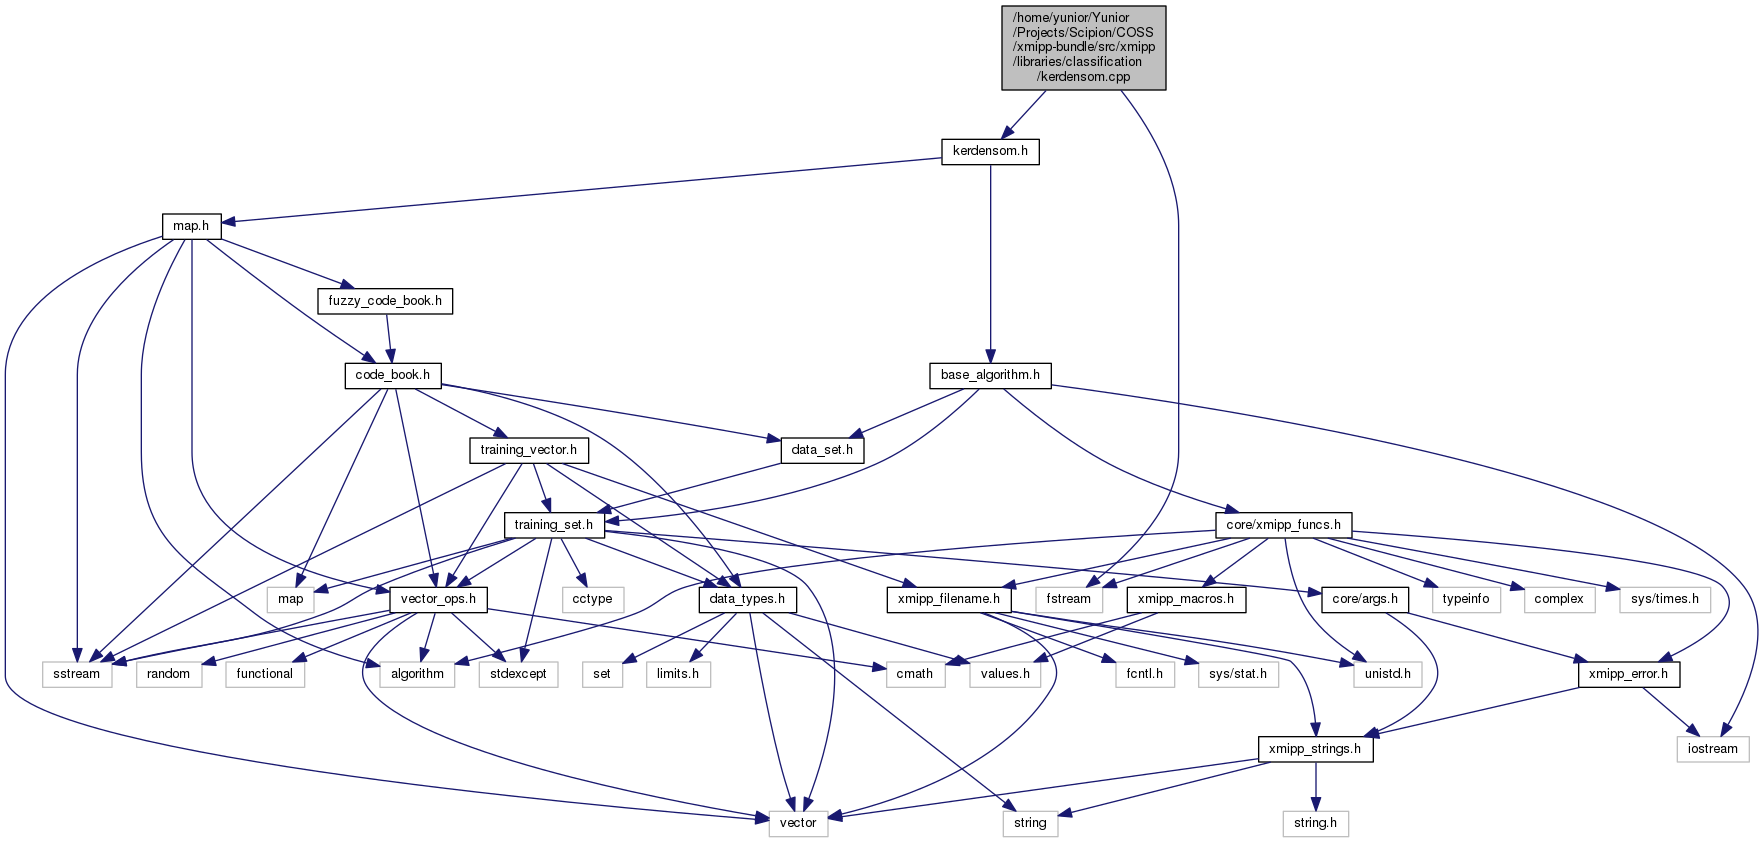 /home/yunior/Yunior
/Projects/Scipion/COSS
/xmipp-bundle/src/xmipp
/libraries/classification
/kerdensom.cpp
kerdensom.h
map.h
fuzzy_code_book.h
code_book.h
base_algorithm.h
training_vector.h
data_set.h
training_set.h
core/xmipp_funcs.h
map
vector_ops.h
cctype
data_types.h
xmipp_filename.h
fstream
xmipp_macros.h
core/args.h
typeinfo
complex
sys/times.h
sstream
random
functional
algorithm
stdexcept
set
limits.h
cmath
values.h
fcntl.h
sys/stat.h
unistd.h
xmipp_error.h
xmipp_strings.h
iostream
vector
string
string.h